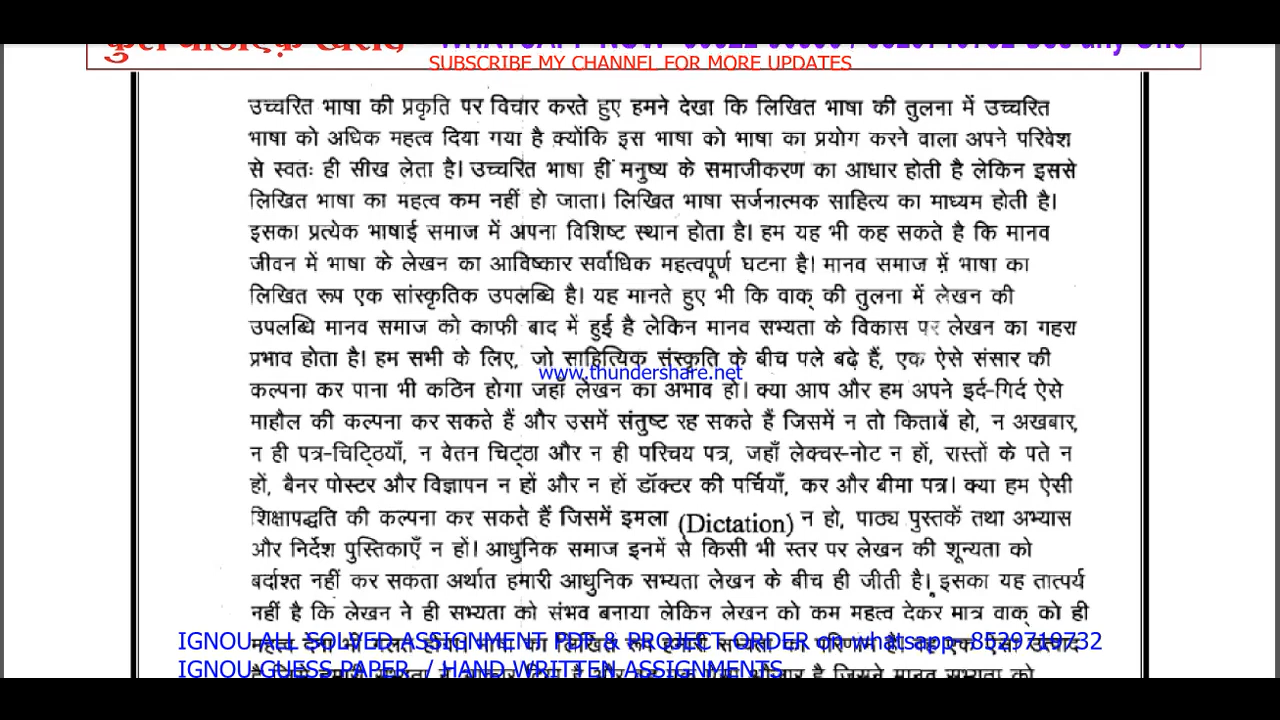 SUBSCRIBE MY CHANNEL FOR MORE UPDATES
उच्चरित भाषा की प्रकृति पर विचार करते हुए हमने देखा कि लिखित भाषा की तुलना में उच्चरित
भाषा को अधिक महत्व दिया गया है क्योंकि इस भाषा को भाषा का प्रयोग करने वाला अपने परिवेश
से स्वतः ही सीख लेता है। उच्चरित भाषा ही मनुष्य के समाजीकरण का आधार होती है लेकिन इससे
लिखित भाषा का महत्व कम नहीं हो जाता। लिखित भाषा सर्जनात्मक साहित्य का माध्यम होती है।
इसका प्रत्येक भाषाई समाज में अपना विशिष्ट स्थान होता है। हम यह भी कह सकते है कि मानव
जीवन में भाषा के लेखन का आविष्कार सर्वाधिक महत्वपूर्ण घटना है। मानव समाज में भाषा का
लिखित रूप एक सांस्कृतिक उपलब्धि है। यह मानते हुए भी कि वाक् की तुलना में लेखन की
उपलब्धि मानव समाज को काफी बाद में हुई है लेकिन मानव सभ्यता के विकास पर लेखन का गहरा
प्रभाव होता है। हम सभी के लिए, जो साहित्यिक संस्कृति के बीच पले बढ़े हैं, एक ऐसे संसार की
www.thundershare.net
कल्पना कर पाना भी कठिन होगा जहां लेखन का अभाव हो। क्या आप और हम अपने इर्द-गिर्द ऐसे
माहौल की कल्पना कर सकते हैं और उसमें संतुष्ट रह सकते हैं जिसमें न तो किताबें हो, न अखबार,
न ही पत्र-चिट्ठियाँ, न वेतन चिट्ठा और न ही परिचय पत्र, जहाँ लेक्चर-नोट न हों, रास्तों के पते न
हों, बैनर पोस्टर और विज्ञापन न हों और न हों डॉक्टर की पर्चियाँ, कर और बीमा पत्र। क्या हम ऐसी
शिक्षापद्धति की कल्पना कर सकते हैं जिसमें इमला (Dictation) न हो, पाठ्य पुस्तकें तथा अभ्यास
और निर्देश पुस्तिकाएँ न हों। आधुनिक समाज इनमें से किसी भी स्तर पर लेखन की शून्यता को
बर्दाश्त नहीं कर सकता अर्थात हमारी आधुनिक सभ्यता लेखन के बीच ही जीती है। इसका यह तात्पर्य
नहीं है कि लेखन ने ही सभ्यता को संभव बनाया लेकिन लेखन को कम महत्व देकर मात्र वाक् को ही
IGNOU ALL SOLVED ASSIGNMENT PDF & PROJECT ORDER on whatsapp - 8529719732
IGNOU GUESS PAPER / HAND WRITTEN ASSIGNMENTS